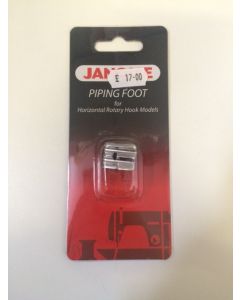 JANOME
£ 17-00
PIPING FOOT
for
Horizontal Rotary Hook Models